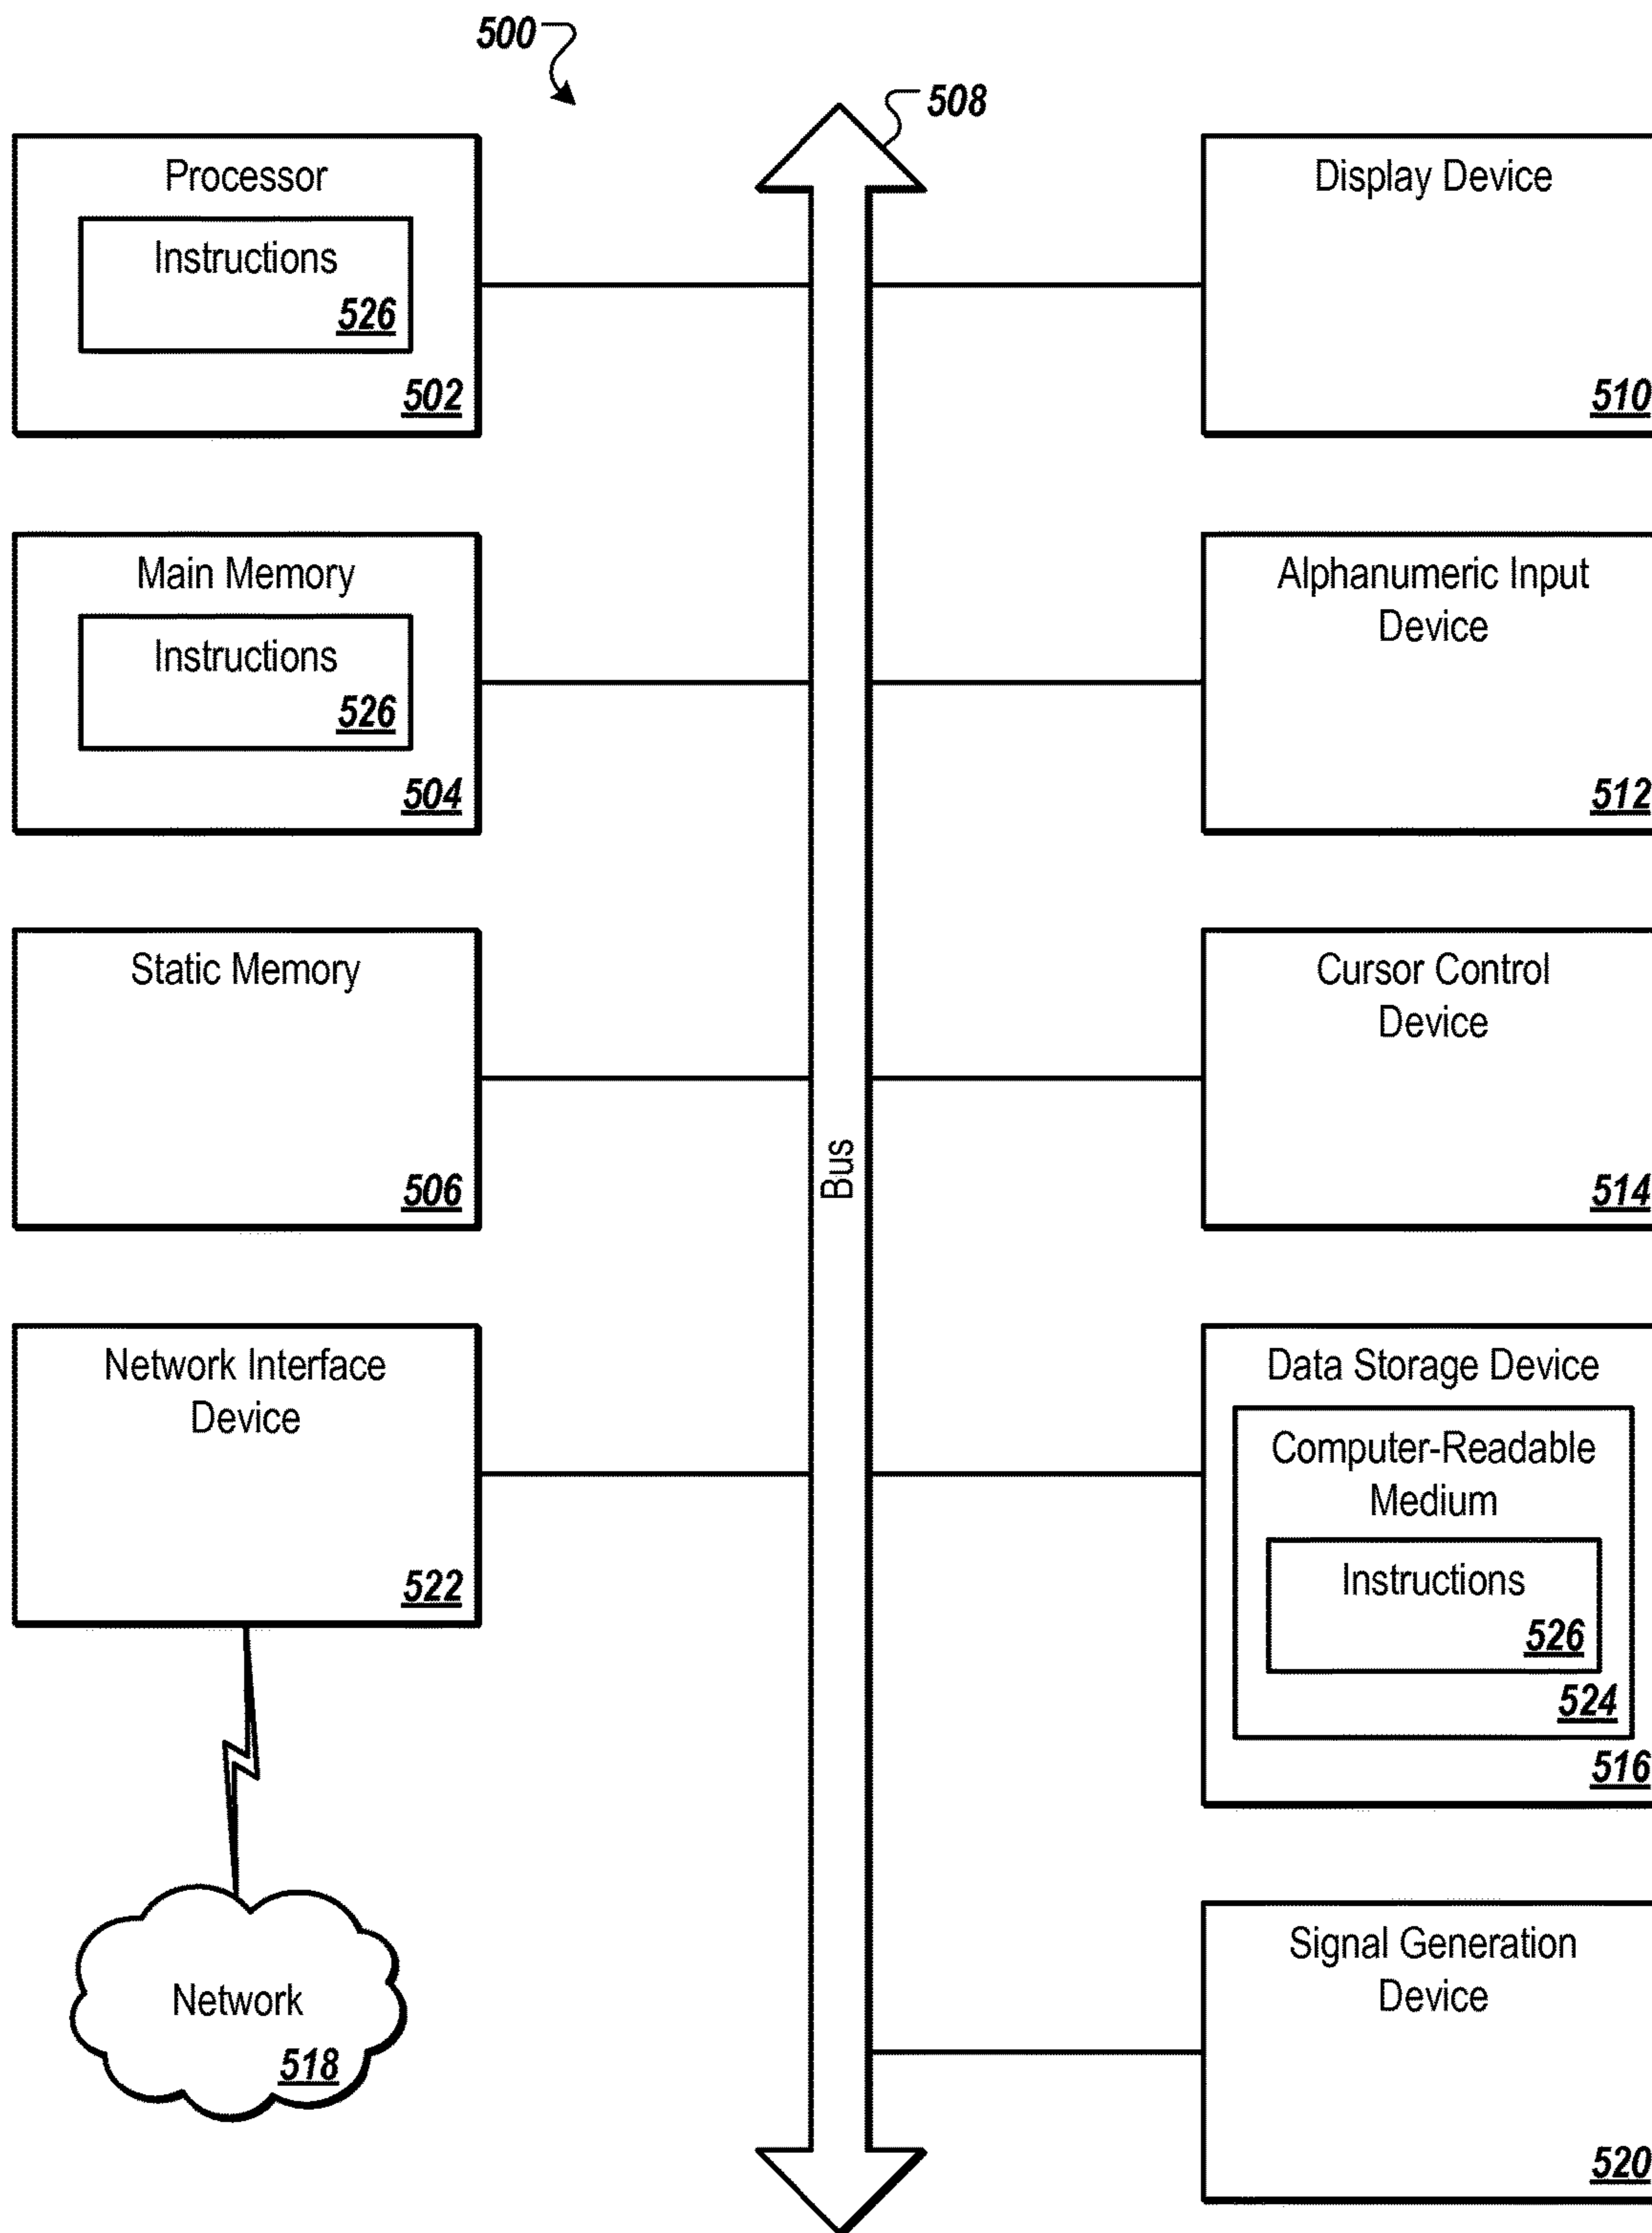 500
508
Processor
Instructions
526
502
Display Device
510
Main Memory
Instructions
526
504
Alphanumeric Input
Device
512
Static Memory
506
Cursor Control
Device
514
Bus
Network Interface
Device
522
Data Storage Device
Computer-Readable
Medium
Instructions
526
524
516
Network
518
Signal Generation
Device
520